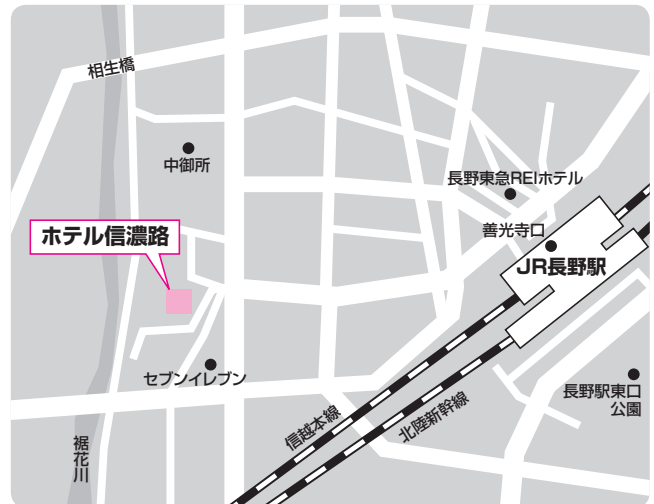 相生橋
中御所
長野東急REIホテル
善光寺口
JR長野駅
ホテル信濃路
セブンイレブン
長野駅東口
公園
信越本線
北陸新幹線
裾花川